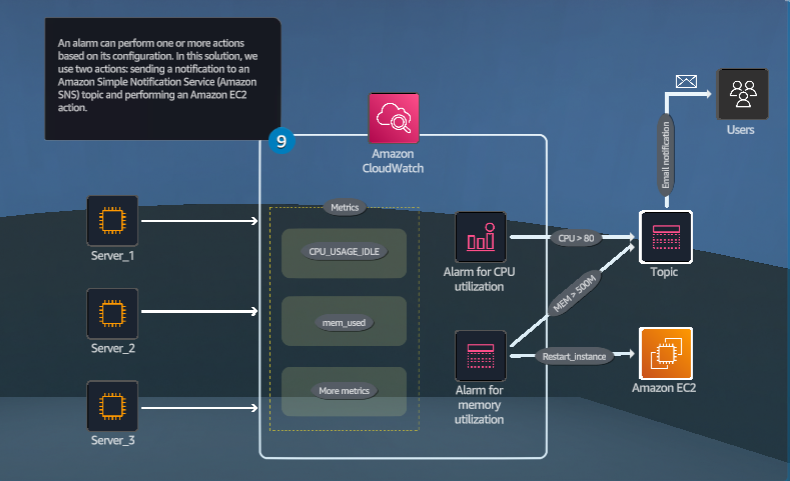 An alarm can perform one or more actions
based on its configuration. In this solution, we
use two actions: sending a notification to an
Amazon Simple Notification Service (Amazon
SNS) topic and performing an Amazon EC2
action.
9
Amazon
CloudWatch
Users
Email notification
Metrics
Server_1
CPU_USAGE_IDLE
Alarm for CPU
utilization
CPU > 80
Topic
MEM > 500M
Server_2
mem_used
Restart_instance
Amazon EC2
Alarm for
memory
utilization
More metrics
Server_3